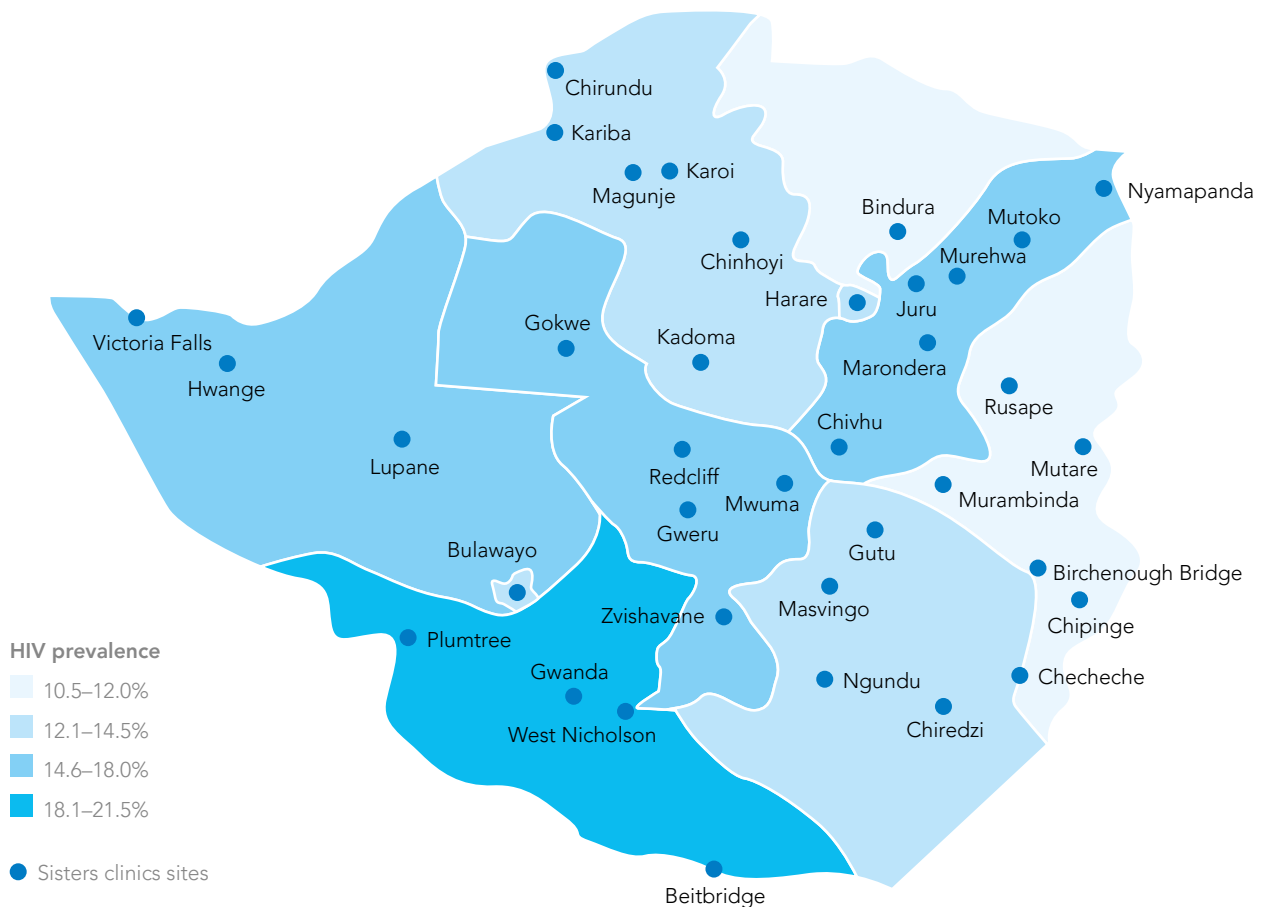 Chirundu
Kariba
Karoi
Magunje
Nyamapanda
Bindura
Mutoko
Murehwa
Chinhoyi
Harare
Juru
Gokwe
Kadoma
Victoria Falls
Marondera
Hwange
Rusape
Chivhu
Mutare
Lupane
Redcliff
Murambinda
Mwuma
Gweru
Gutu
Bulawayo
Birchenough Bridge
Masvingo
Zvishavane
Chipinge
Plumtree
Gwanda
Checheche
Ngundu
West Nicholson
Chiredzi
Beitbridge
HIV prevalence
10.5–12.0%
12.1–14.5%
14.6–18.0%
18.1–21.5%
Sisters clinics sites